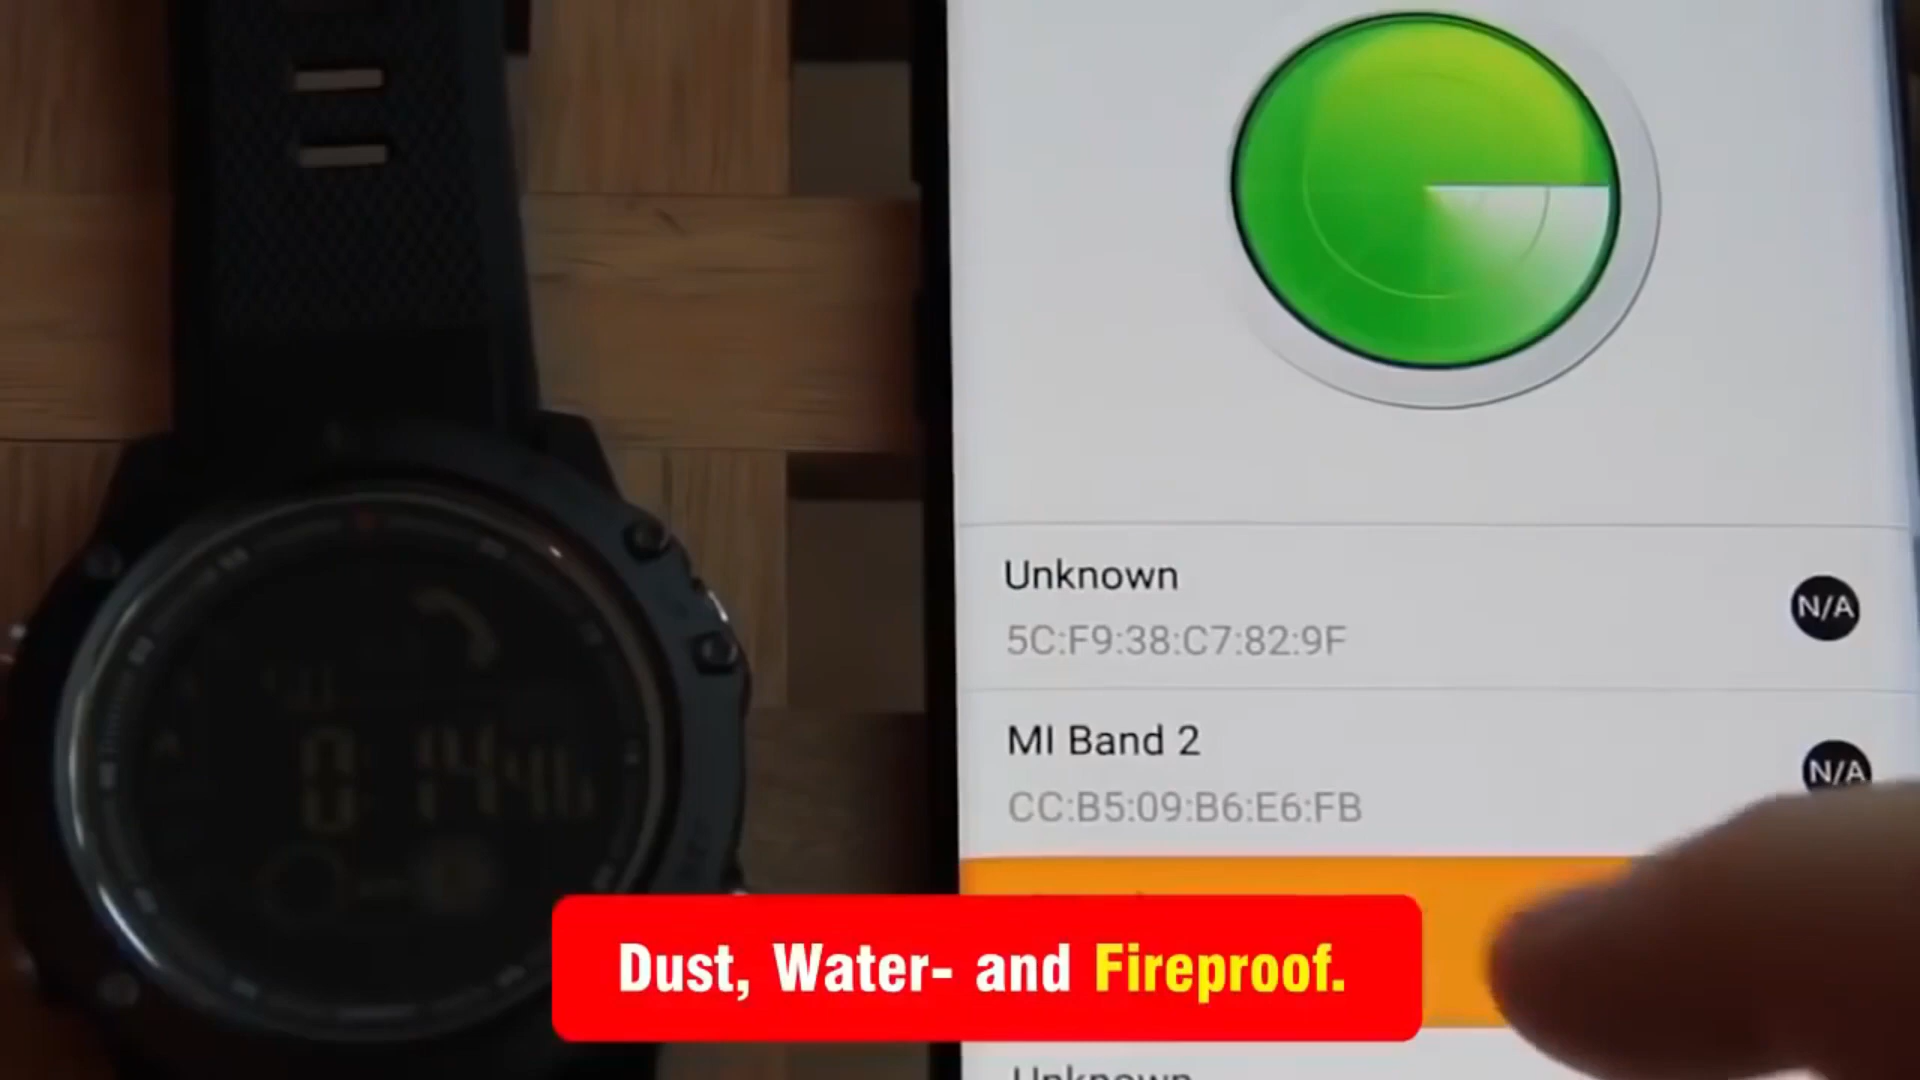 Unknown
5C:F9:38:C7:82:9F
N/A
MI Band 2
CC:B5:09:B6:E6:FB
N/A
Dust, Water- and Fireproof.
Unknown